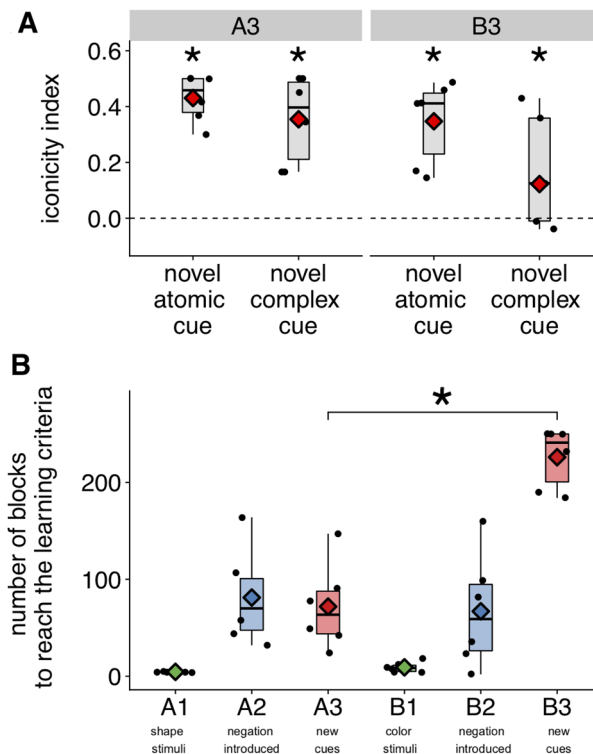 A
A3
B3
* * * *
iconicity index
0.6
0.4
0.2
0.0
novel
atomic
cue
novel
complex
cue
novel
atomic
cue
novel
complex
cue
B
*
number of blocks
to reach the learning criteria
200
100
0
A1 A2 A3 B1 B2 B3
shape negation new color negation new
stimuli introduced cues stimuli introduced cues